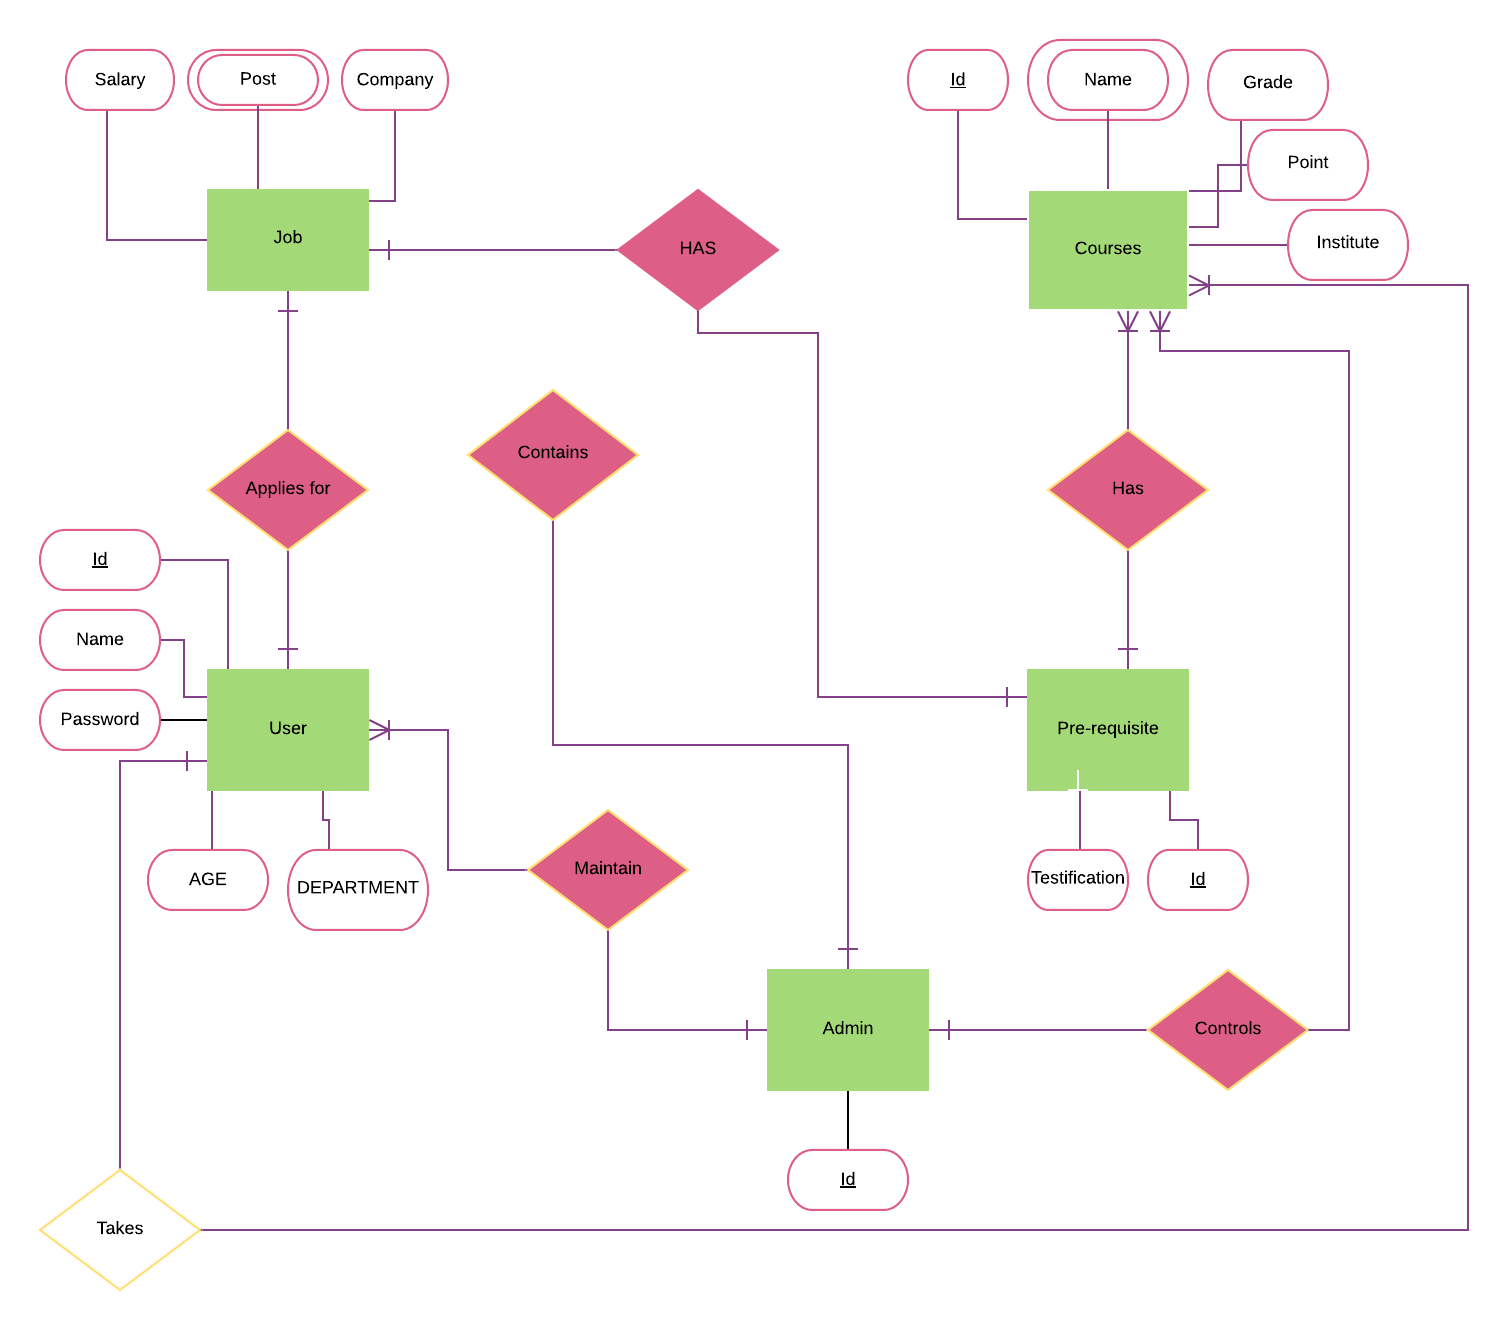 Salary
Post
Company
Id
Name
Grade
Point
Institute
Job
HAS
Courses
Contains
Applies for
Has
Id
Name
Password
User
Pre-requisite
Maintain
AGE
DEPARTMENT
Testification
Id
Admin
Controls
Id
Takes